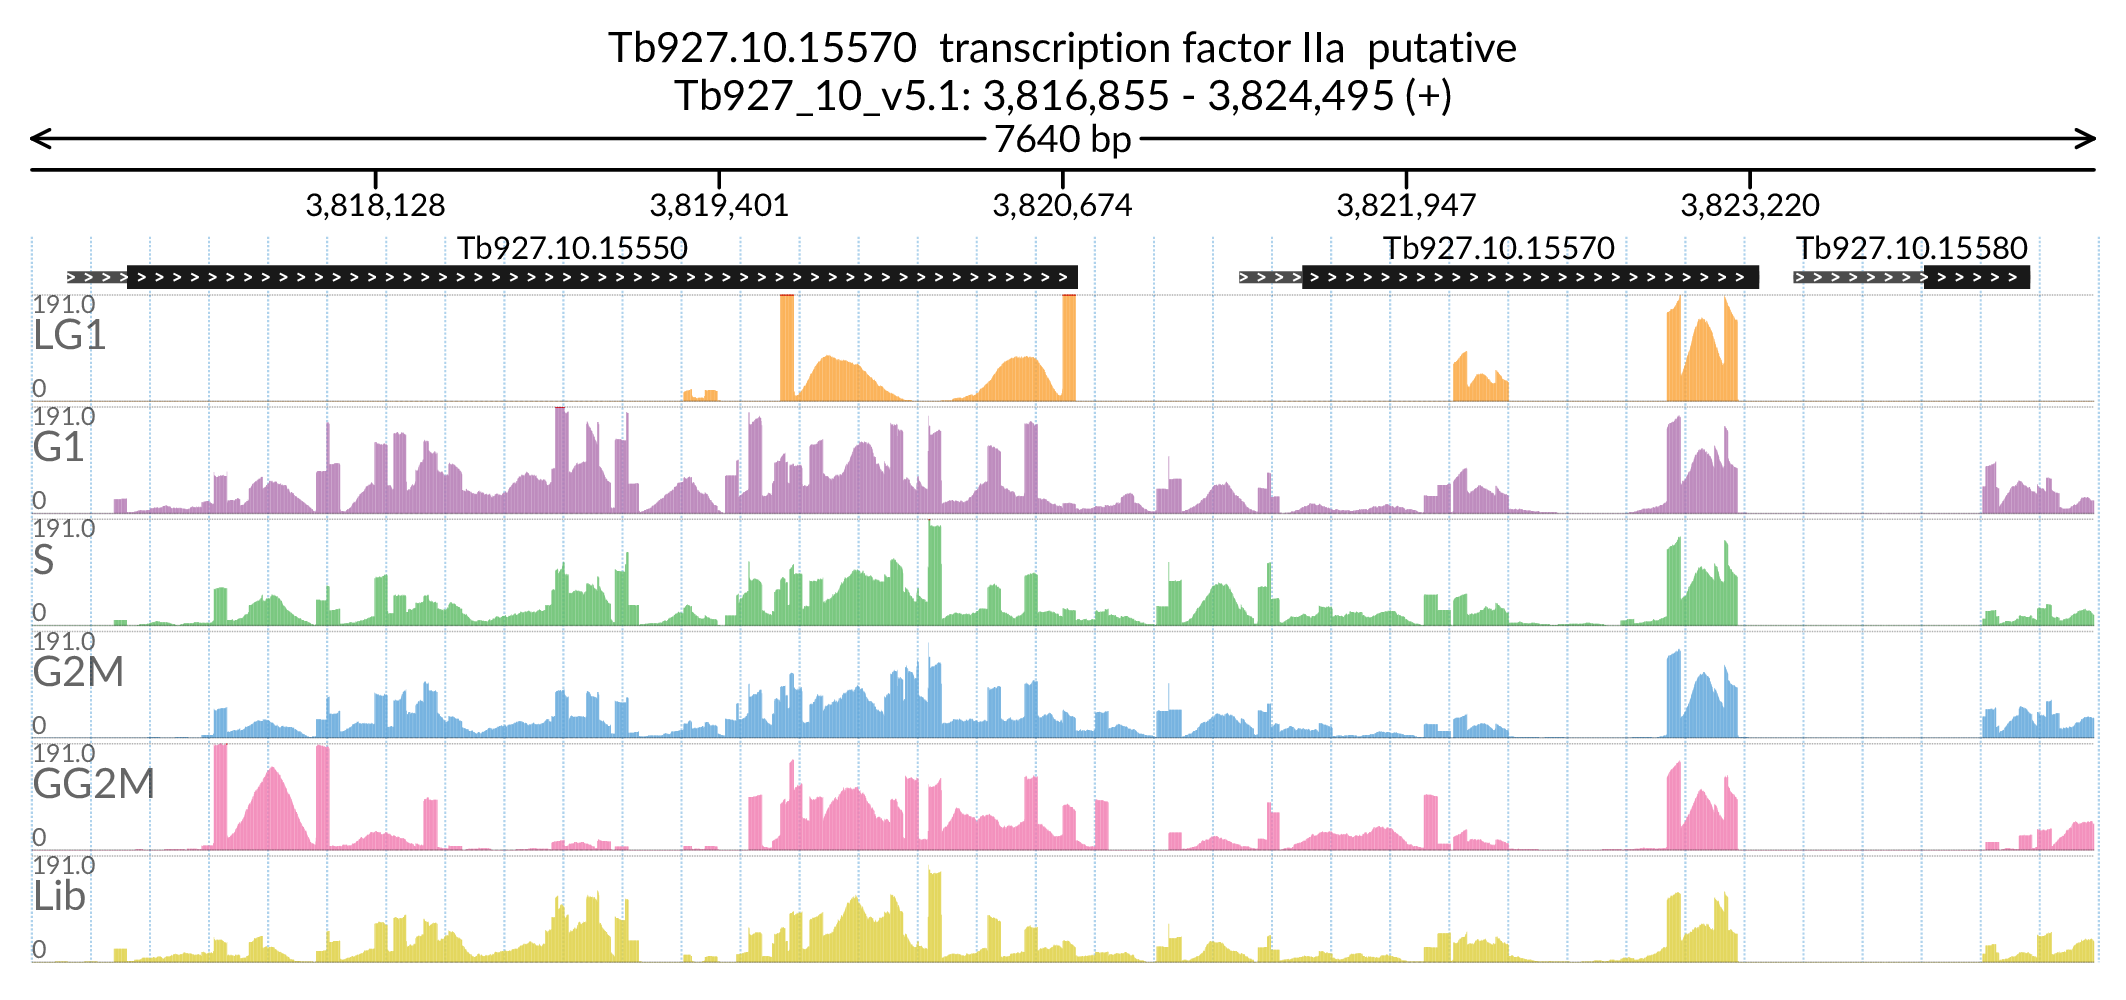 Tb927.10.15570  transcription factor IIa  putative
Tb927_10_v5.1: 3,816,855 - 3,824,495 (+)
7640 bp
3,818,128 3,819,401 3,820,674 3,821,947 3,823,220
Tb927.10.15550 Tb927.10.15570 Tb927.10.15580
191.0
LG1
0
191.0
G1
0
191.0
S
0
191.0
G2M
0
191.0
GG2M
0
191.0
Lib
0